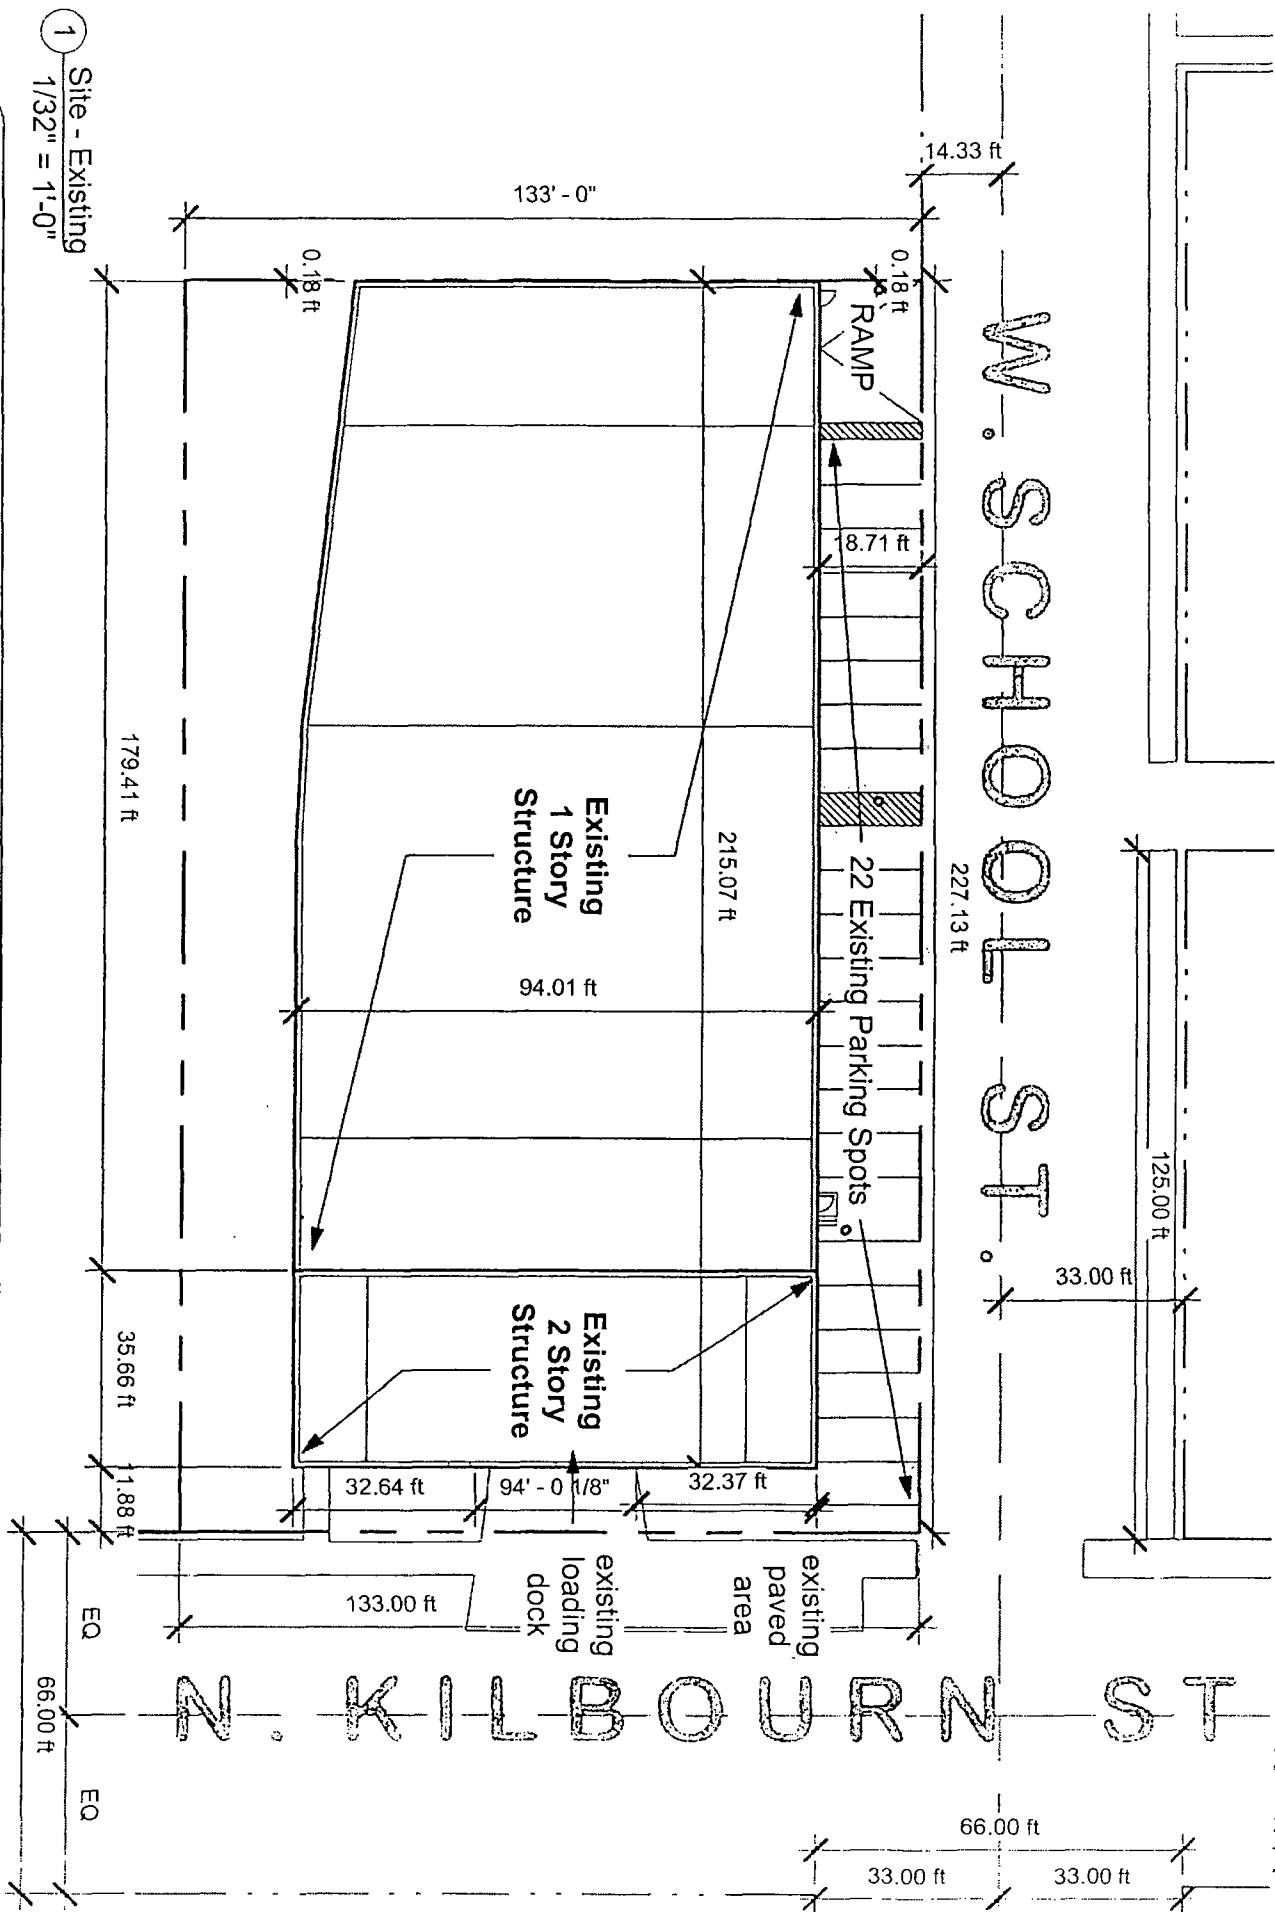 1
Site - Existing
1/32" = 1'-0"
14.33 ft
133' - 0"
0.18 ft
0.18 ft
RAMP
W. SCHOOL ST.
8.71 ft
227.13 ft
22 Existing Parking Spots
215.07 ft
Existing
1 Story
Structure
94.01 ft
179.41 ft
125.00 ft
33.00 ft
Existing
2 Story
Structure
35.66 ft
11.88 ft
32.64 ft
94' - 0 1/8"
32.37 ft
existing
paved
area
existing
loading
dock
133.00 ft
EQ
66.00 ft
EQ
N. KILBOURN ST
66.00 ft
33.00 ft
33.00 ft